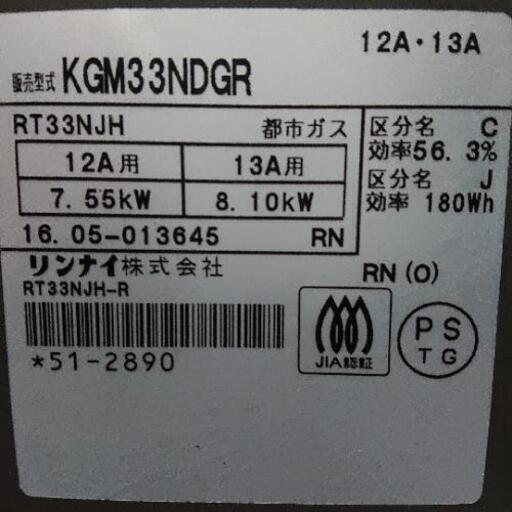 12A・13A
販売型式 KGM33NDGR
RT33NJH 都市ガス
12A用 13A用
7.55kW 8.10kW
16.05-013645 RN
区分名 C
効率56.3%
区分名 J
効率 180Wh
リンナイ株式会社
RT33NJH-R
RN(O)
*51-2890
JIA認証
PS
TG